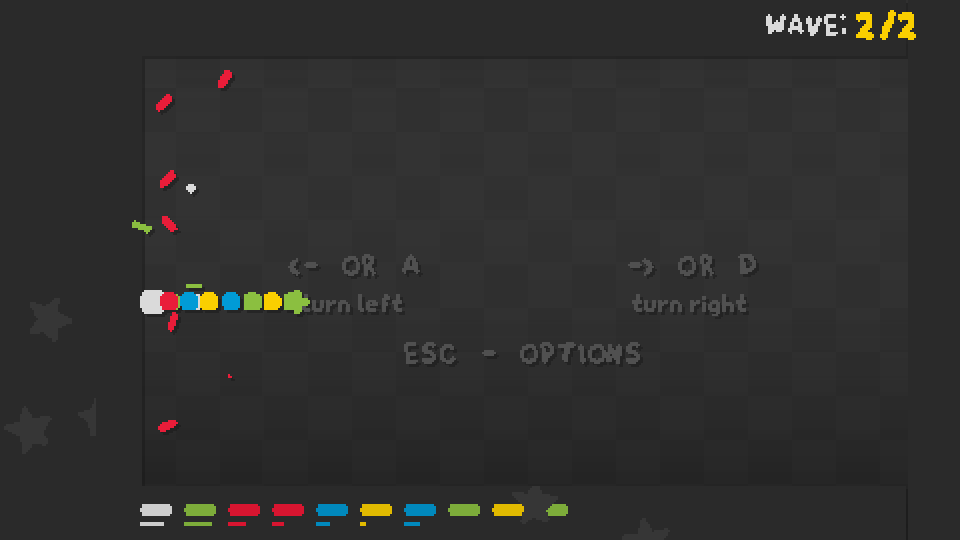 WAVE: 2/2
<- OR A
-> OR D
turn left
turn right
ESC - OPTIONS